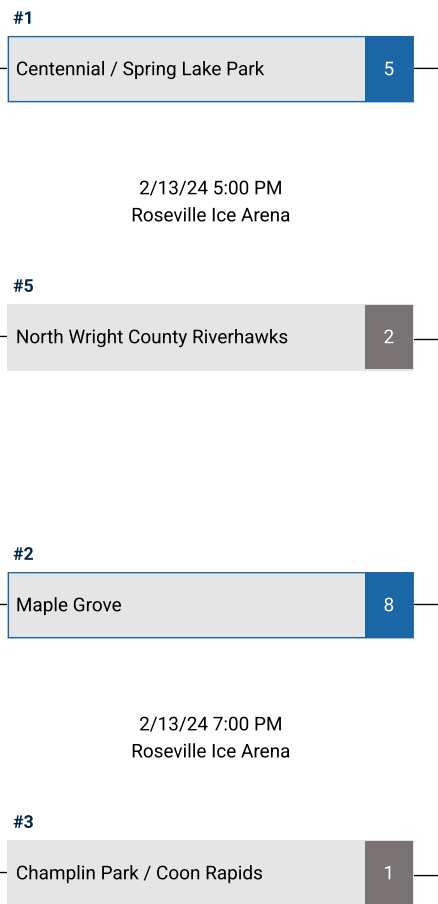 #1
Centennial / Spring Lake Park 5
2/13/24 5:00 PM
Roseville Ice Arena
#5
North Wright County Riverhawks 2
#2
Maple Grove 8
2/13/24 7:00 PM
Roseville Ice Arena
#3
Champlin Park / Coon Rapids 1